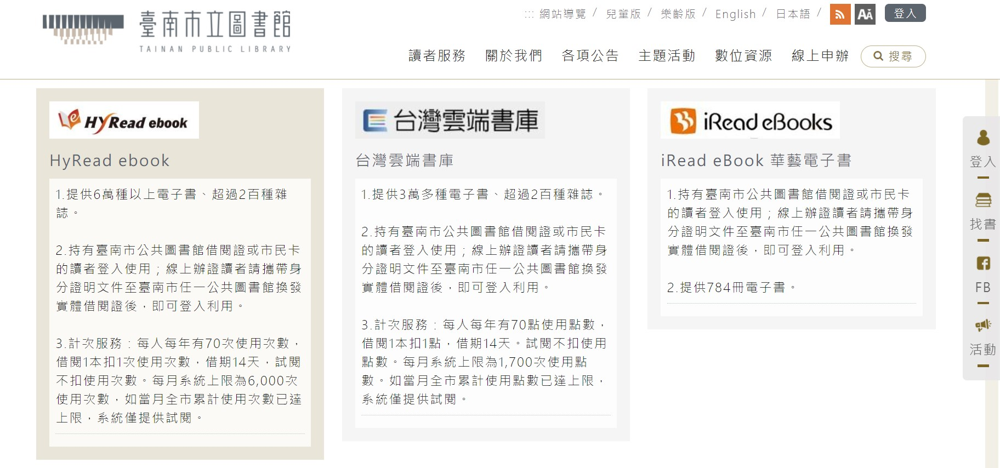 臺南市立圖書館
TAINAN PUBLIC LIBRARY
::: 網站導覽 / 兒童版 / 樂齡版 / English / 日本語 / AA 登入
讀者服務 關於我們 各項公告 主題活動 數位資源 線上申辦 搜尋
HyRead ebook
HyRead ebook
1.提供6萬種以上電子書、超過2百種雜
誌。
2.持有臺南市公共圖書館借閱證或市民卡
的讀者登入使用；線上辦證讀者請攜帶身
分證明文件至臺南市任一公共圖書館換發
實體借閱證後，即可登入利用。
3.計次服務：每人每年有70次使用次數，
借閱1本扣1次使用次數，借期14天，試閱
不扣使用次數。每月系統上限為6,000次
使用次數，如當月全市累計使用次數已達
上限，系統僅提供試閱。
台灣雲端書庫
台灣雲端書庫
1.提供3萬多種電子書、超過2百種雜誌。
2.持有臺南市公共圖書館借閱證或市民卡
的讀者登入使用；線上辦證讀者請攜帶身
分證明文件至臺南市任一公共圖書館換發
實體借閱證後，即可登入利用。
3.計次服務：每人每年有70點使用點數，
借閱1本扣1點，借期14天。試閱不扣使用
點數。每月系統上限為1,700次使用點
數。如當月全市累計使用點數已達上限，
系統僅提供試閱。
iRead eBooks
iRead eBook 華藝電子書
1.持有臺南市公共圖書館借閱證或市民卡
的讀者登入使用；線上辦證讀者請攜帶身
分證明文件至臺南市任一公共圖書館換發
實體借閱證後，即可登入利用。
2.提供784冊電子書。
登入
找書
FB
活動